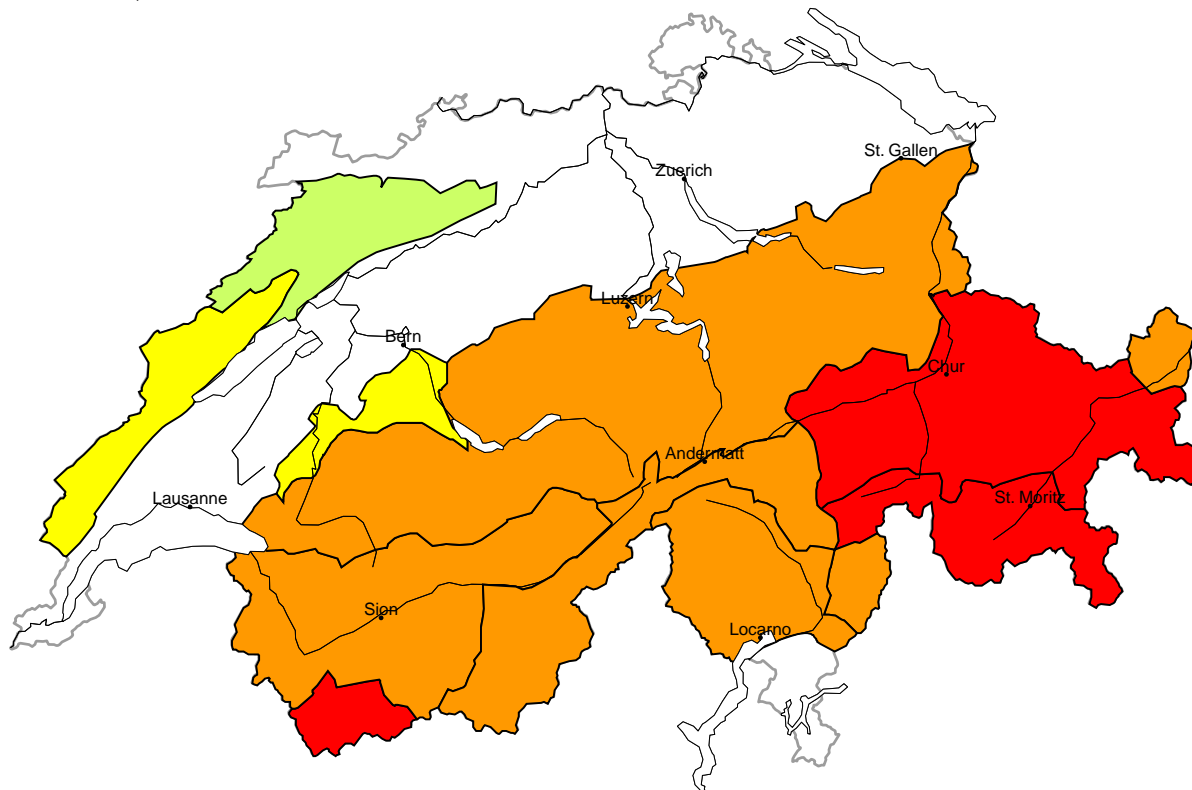 St. Gallen
Zuerich
Luzern
Bern
Chur
Andermatt
Lausanne
St. Moritz
Sion
Locarno